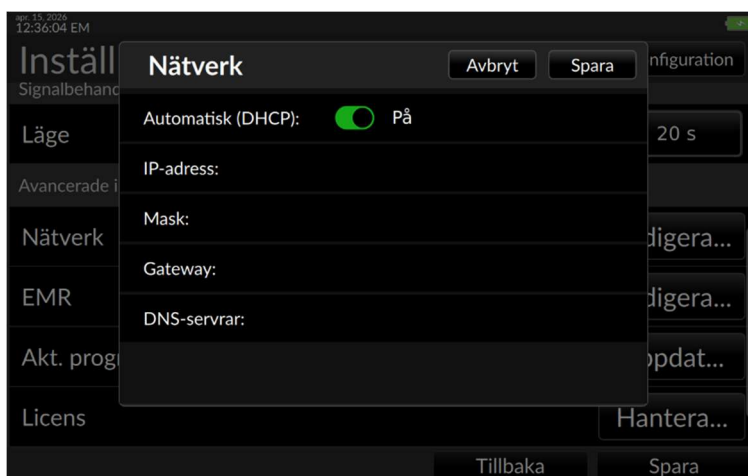 apr. 15, 2026
12:36:04 EM
Inställ
nfiguration
Signalbehand
Nätverk
Avbryt
Spara
Automatisk (DHCP): På
Läge
20 s
IP-adress:
Avancerade i
Mask:
Nätverk
digera...
Gateway:
EMR
digera...
DNS-servrar:
Akt. progr
ppdat...
Licens
Hantera...
Tillbaka
Spara